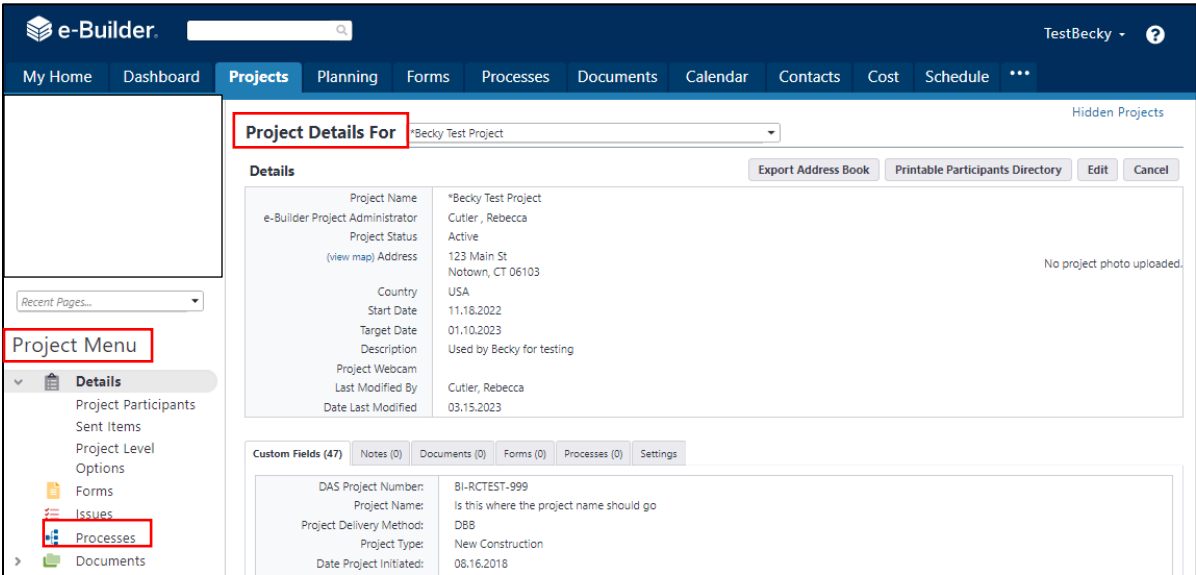 e-Builder.
TestBecky
?
My Home Dashboard Projects Planning Forms Processes Documents Calendar Contacts Cost Schedule •••
Hidden Projects
Project Details For *Becky Test Project
Details Export Address Book Printable Participants Directory Edit Cancel
Project Name *Becky Test Project
e-Builder Project Administrator Cutler , Rebecca
Project Status Active
(view map) Address 123 Main St
Notown, CT 06103
No project photo uploaded.
Country USA
Start Date 11.18.2022
Target Date 01.10.2023
Description Used by Becky for testing
Project Webcam
Last Modified By Cutler, Rebecca
Date Last Modified 03.15.2023
Recent Pages...
Project Menu
Details
Project Participants
Sent Items
Project Level
Options
Forms
Issues
Processes
Documents
Custom Fields (47) Notes (0) Documents (0) Forms (0) Processes (0) Settings
DAS Project Number: BI-RCTEST-999
Project Name: Is this where the project name should go
Project Delivery Method: DBB
Project Type: New Construction
Date Project Initiated: 08.16.2018